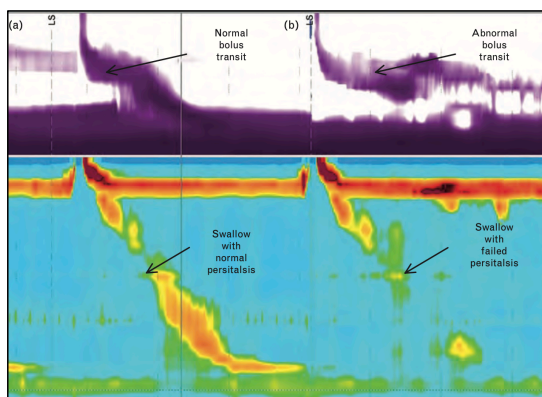 (a)
LS
Normal
bolus
transit
(b)
LS
Abnormal
bolus
transit
Swallow
with
normal
persitalsis
Swallow
with
failed
persitalsis